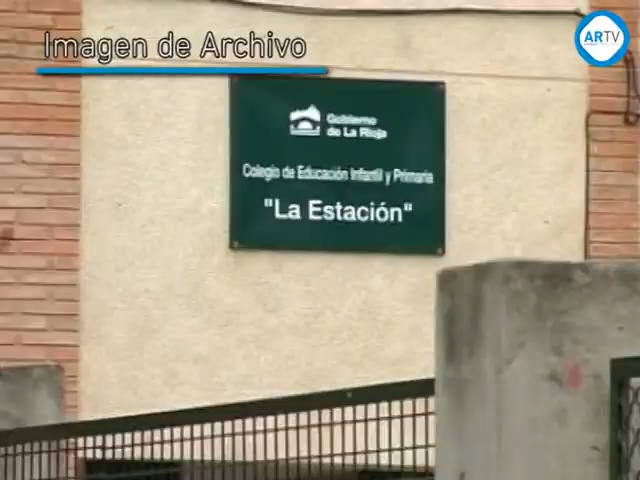 Imagen de Archivo
ARTV
Gobierno
de La Rioja
Colegio de Educación Infantil y Primaria
"La Estación"